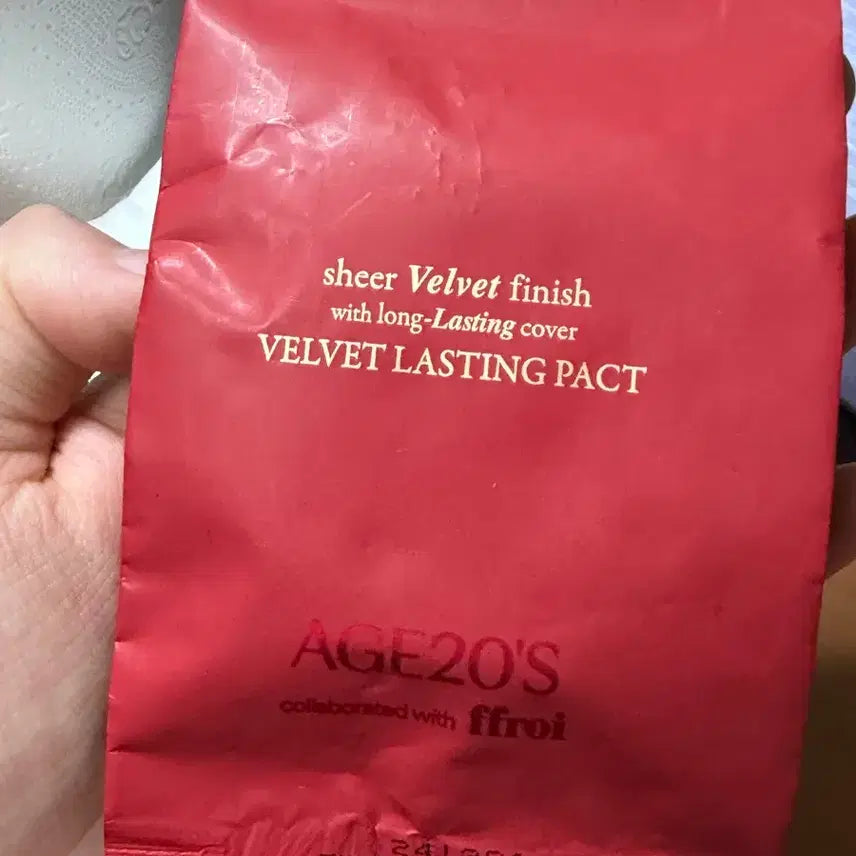 sheer Velvet finish
with long-Lasting cover
VELVET LASTING PACT
AGE20'S
collaborated with ffroi